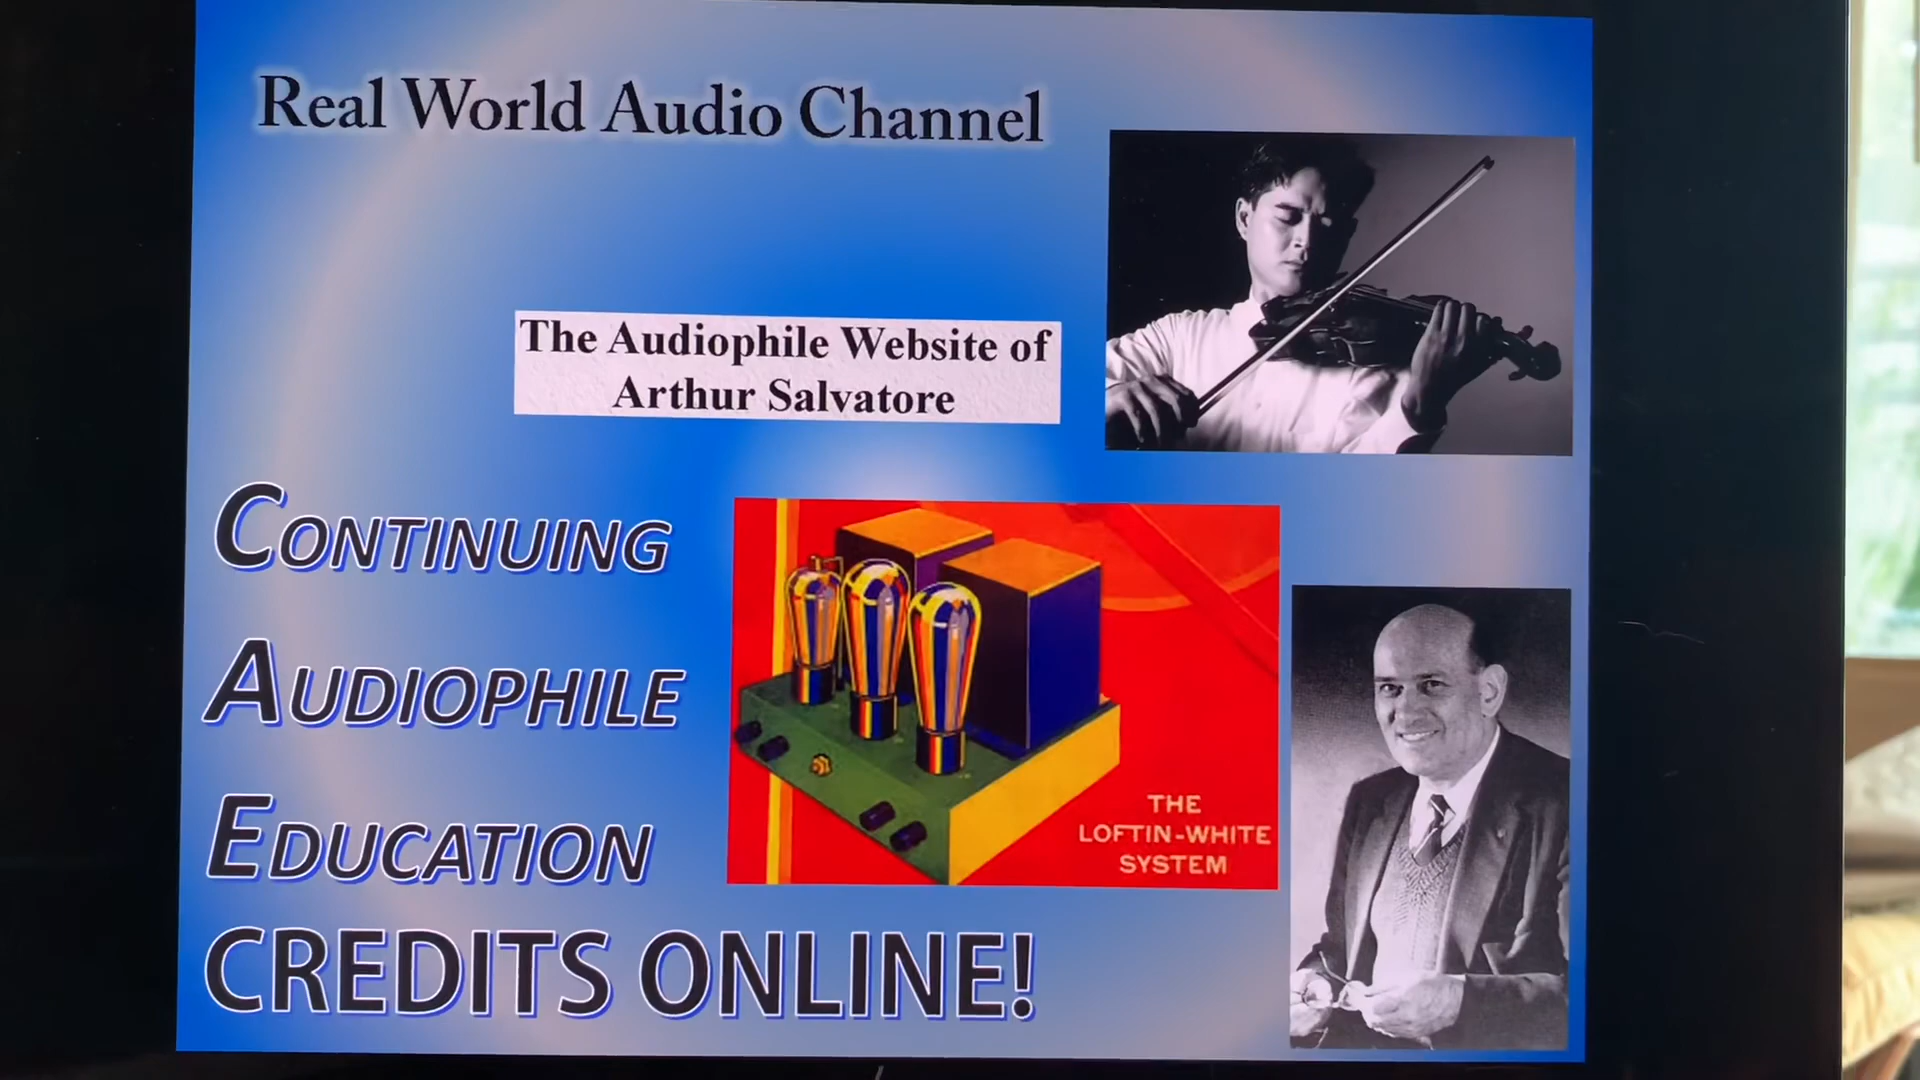 Real World Audio Channel
The Audiophile Website of
Arthur Salvatore
CONTINUING
AUDIOPHILE
EDUCATION
CREDITS ONLINE!
THE
LOFTIN-WHITE
SYSTEM